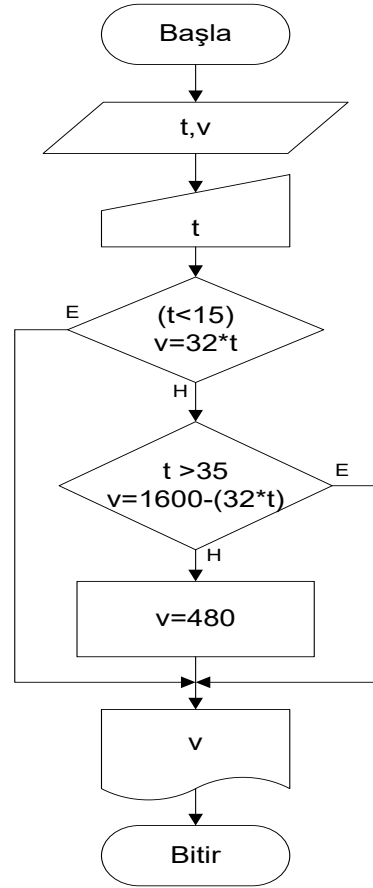 Başla
t,v
t
(t<15)
v=32*t
E
H
t >35
v=1600-(32*t)
E
H
v=480
v
Bitir